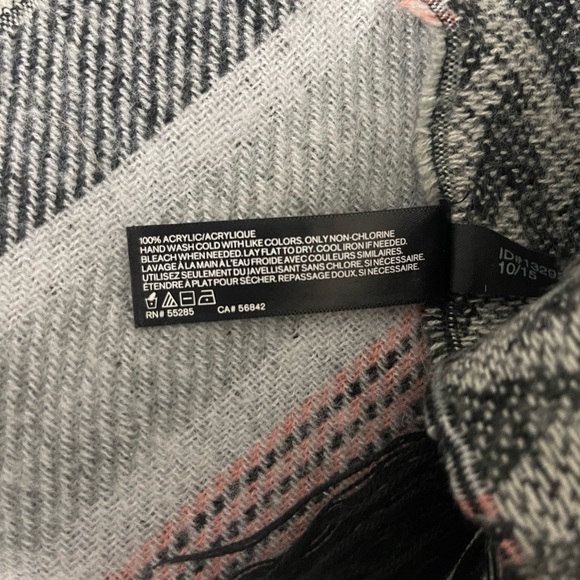 100% ACRYLIC/ACRYLIQUE
HAND WASH COLD WITH LIKE COLORS. ONLY NON-CHLORINE
BLEACH WHEN NEEDED. LAY FLAT TO DRY. COOL IRON IF NEEDED.
LAVAGE À LA MAIN A L'EAU FROIDE AVEC COULEURS SIMILAIRES.
UTILISEZ SEULEMENT DU JAVELLISANT SANS CHLORE, SI NÉCESSAIRE.
ÉTENDRE À PLAT POUR SÉCHER. REPASSAGE DOUX, SI NÉCESSAIRE.
RN# 55285 CA# 56842
10/15